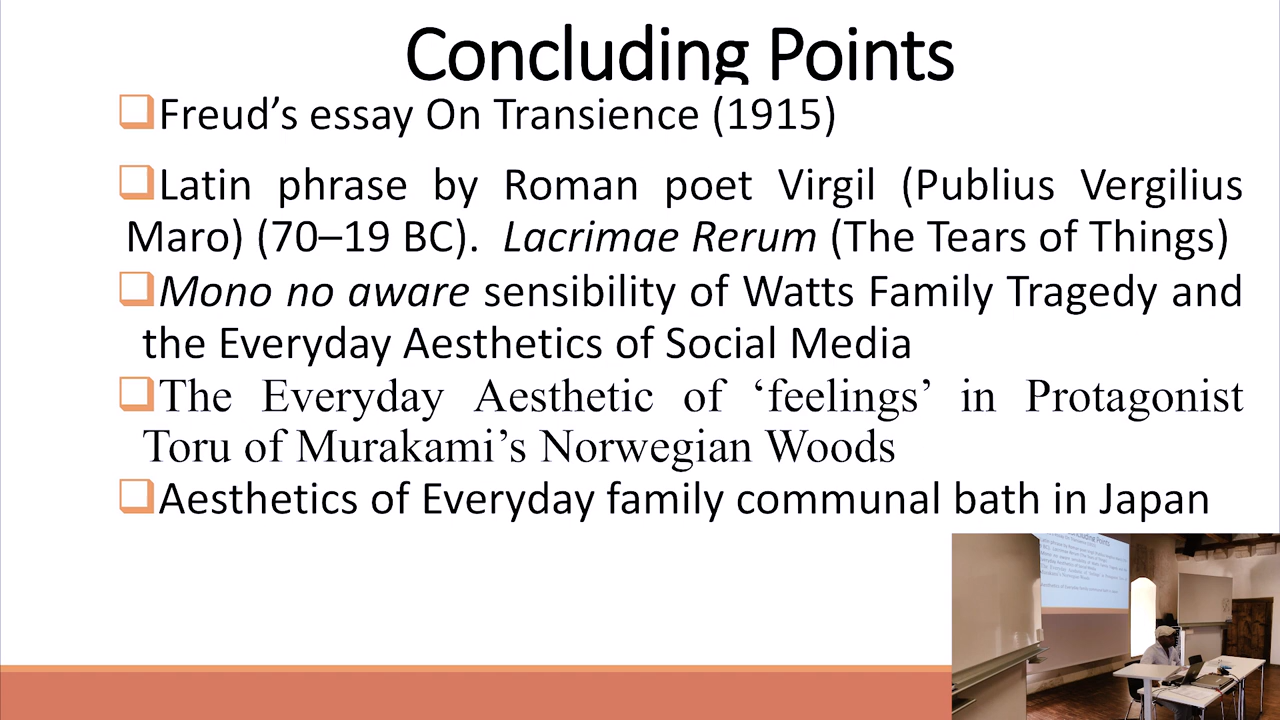 Concluding Points
Freud’s essay On Transience (1915)
Latin phrase by Roman poet Virgil (Publius Vergilius
Maro) (70–19 BC). Lacrimae Rerum (The Tears of Things)
Mono no aware sensibility of Watts Family Tragedy and
the Everyday Aesthetics of Social Media
The Everyday Aesthetic of ‘feelings’ in Protagonist
Toru of Murakami’s Norwegian Woods
Aesthetics of Everyday family communal bath in Japan